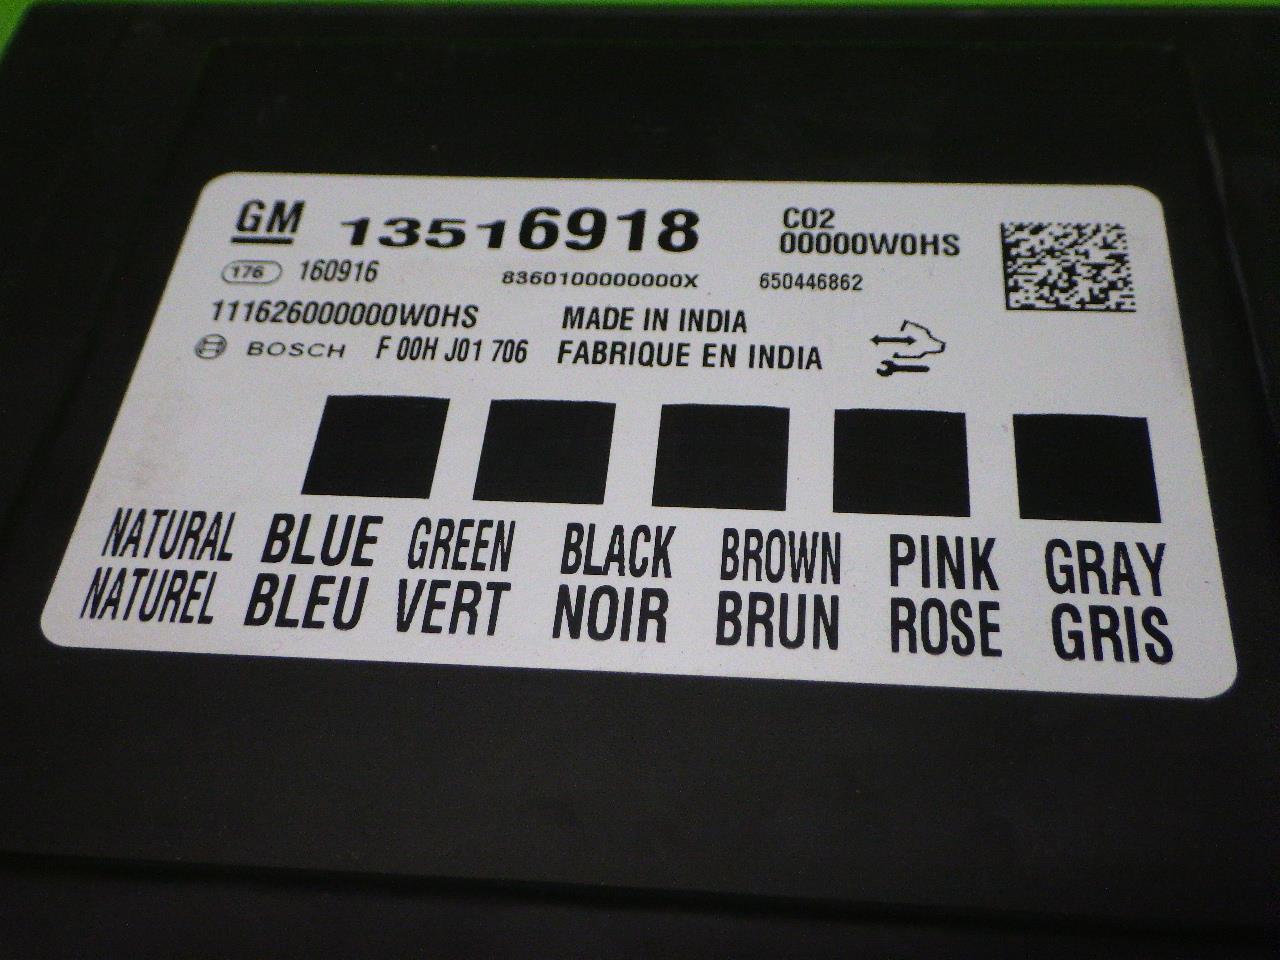 GM 13516918 C02
00000W0HS
176 160916 8360100000000X 650446862
111626000000W0HS MADE IN INDIA
BOSCH F 00H J01 706 FABRIQUE EN INDIA
NATURAL BLUE GREEN BLACK BROWN PINK GRAY
NATUREL BLEU VERT NOIR BRUN ROSE GRIS